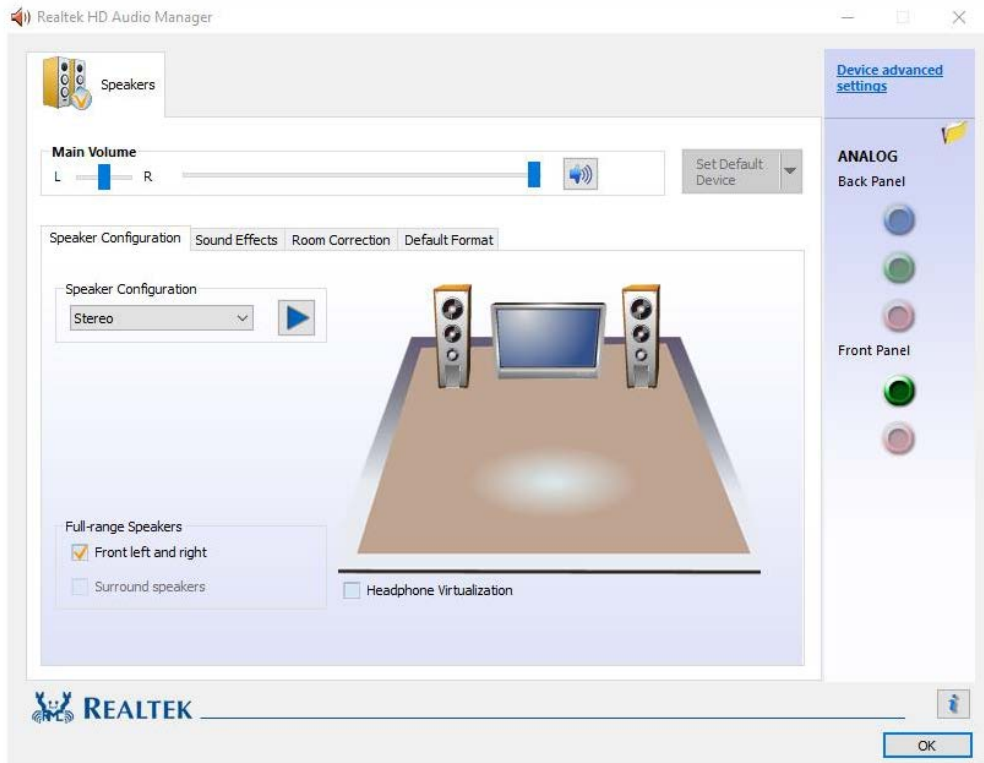 Realtek HD Audio Manager
Speakers
Device advanced
settings
Main Volume
L
R
Set Default
Device
ANALOG
Back Panel
Speaker Configuration
Sound Effects
Room Correction
Default Format
Speaker Configuration
Stereo
Front Panel
Full-range Speakers
Front left and right
Surround speakers
Headphone Virtualization
REALTEK
i
OK